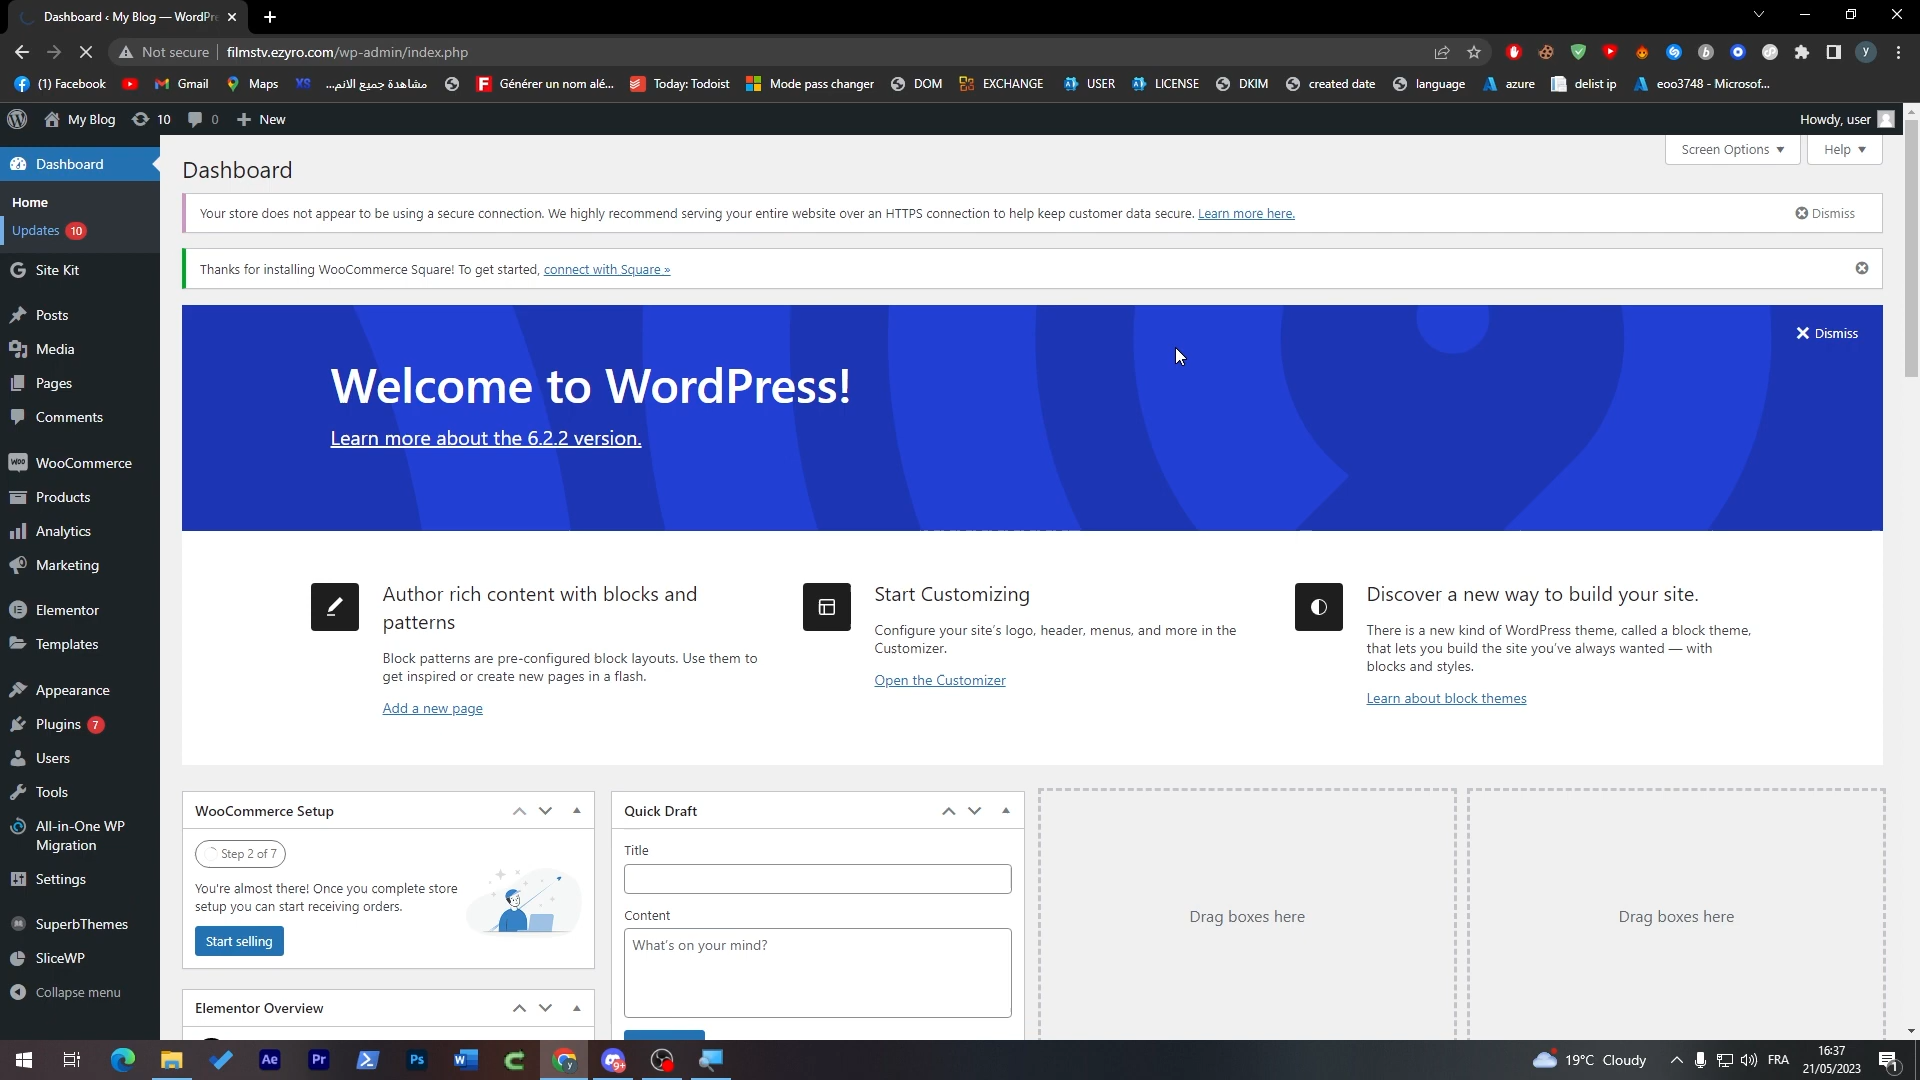 Dashboard ‹ My Blog — WordPre
Not secure
filmstv.ezyro.com/wp-admin/index.php
y
(1) Facebook
Gmail
Maps
XS
مشاهدة جميع الانم...
Générer un nom alé...
Today: Todoist
Mode pass changer
DOM
EXCHANGE
USER
LICENSE
DKIM
created date
language
azure
delist ip
eoo3748 - Microsof...
My Blog
10
0
New
Howdy, user
Dashboard
Home
Updates 10
Site Kit
Posts
Media
Pages
Comments
WooCommerce
Products
Analytics
Marketing
Elementor
Templates
Appearance
Plugins 7
Users
Tools
All-in-One WP
Migration
Settings
SuperbThemes
SliceWP
Collapse menu
Screen Options
Help
Dashboard
Your store does not appear to be using a secure connection. We highly recommend serving your entire website over an HTTPS connection to help keep customer data secure. Learn more here.
Dismiss
Thanks for installing WooCommerce Square! To get started, connect with Square »
Dismiss
Welcome to WordPress!
Learn more about the 6.2.2 version.
Author rich content with blocks and
patterns
Block patterns are pre-configured block layouts. Use them to
get inspired or create new pages in a flash.
Add a new page
Start Customizing
Configure your site's logo, header, menus, and more in the
Customizer.
Open the Customizer
Discover a new way to build your site.
There is a new kind of WordPress theme, called a block theme,
that lets you build the site you've always wanted — with
blocks and styles.
Learn about block themes
WooCommerce Setup
Step 2 of 7
You're almost there! Once you complete store
setup you can start receiving orders.
Start selling
Elementor Overview
Quick Draft
Title
Content
What's on your mind?
Drag boxes here
Drag boxes here
Ae
Pr
Ps
19°C Cloudy
FRA
16:37
21/05/2023
1